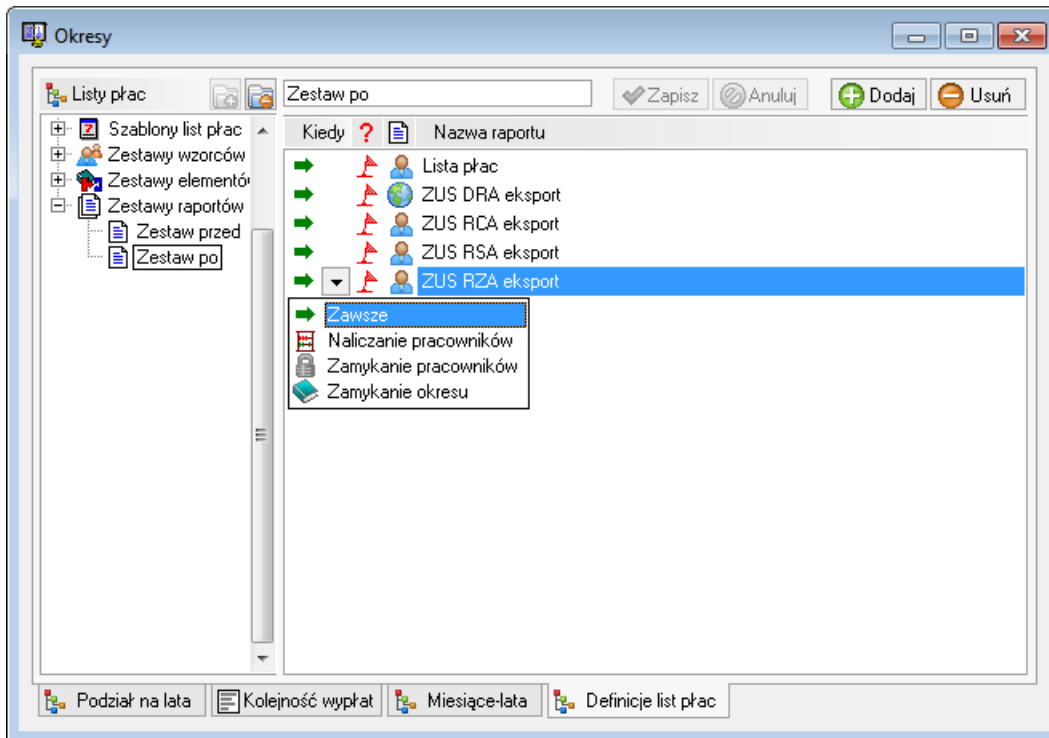 Okresy
Listy płac
Zestaw po
Zapisz
Anuluj
Dodaj
Usuń
Szablony list płac
Zestawy wzorców
Zestawy elementó
Zestawy raportów
Zestaw przed
Zestaw po
Kiedy ? Nazwa raportu
Lista płac
ZUS DRA eksport
ZUS RCA eksport
ZUS RSA eksport
ZUS RZA eksport
Zawsze
Naliczanie pracowników
Zamykanie pracowników
Zamykanie okresu
Podział na lata
Kolejność wypłat
Miesiące-lata
Definicje list płac